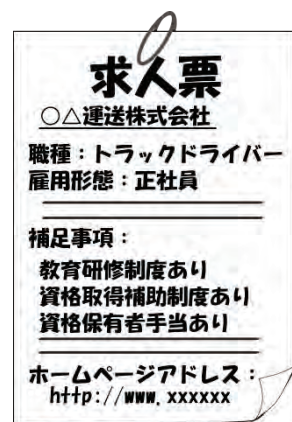 求人票
○△運送株式会社
職種：トラックドライバー
雇用形態：正社員
補足事項：
教育研修制度あり
資格取得補助制度あり
資格保有者手当あり
ホームページアドレス：
http://www.xxxxxx